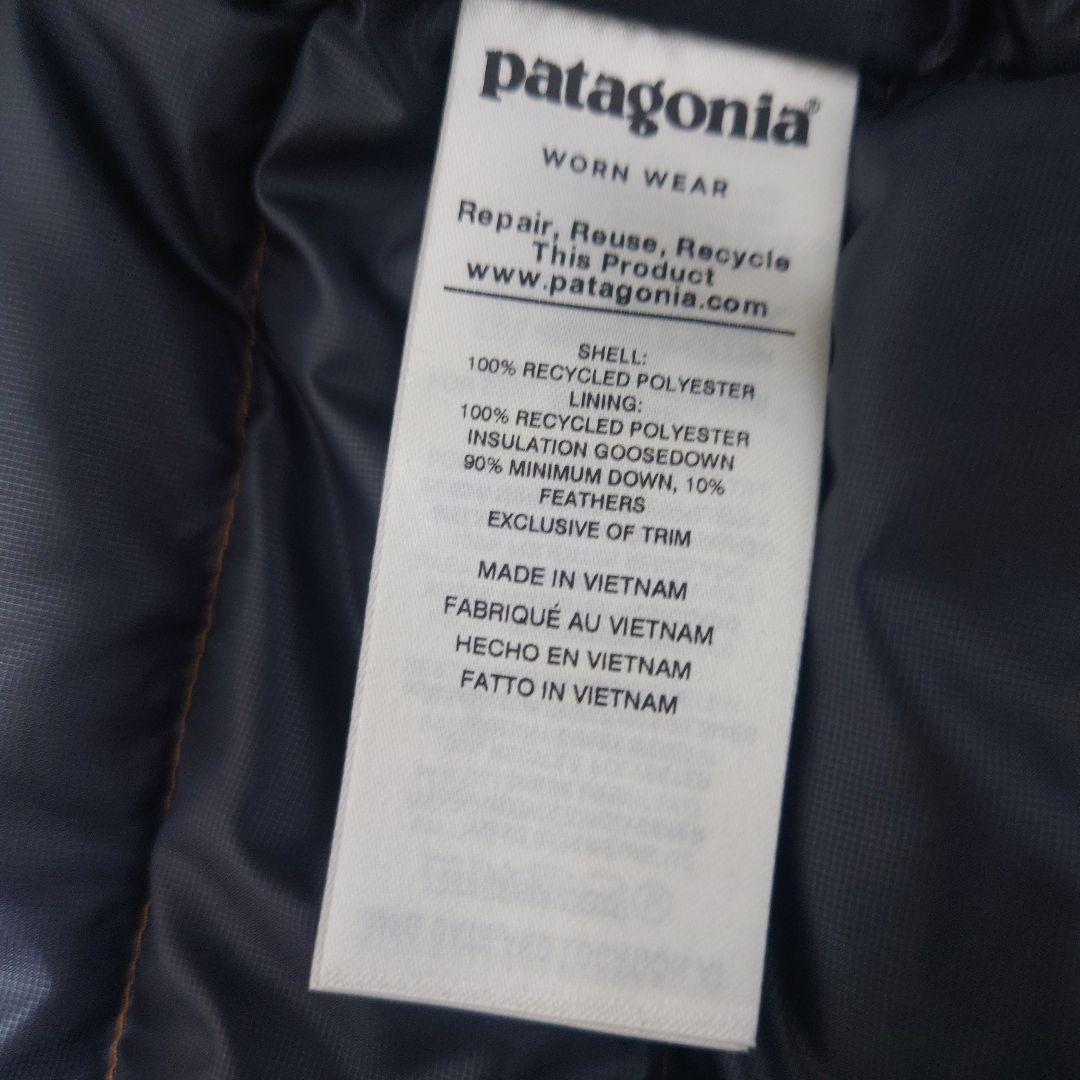 patagonia®
WORN WEAR
Repair, Reuse, Recycle
This Product
www.patagonia.com
SHELL:
100% RECYCLED POLYESTER
LINING:
100% RECYCLED POLYESTER
INSULATION GOOSEDOWN
90% MINIMUM DOWN, 10%
FEATHERS
EXCLUSIVE OF TRIM
MADE IN VIETNAM
FABRIQUÉ AU VIETNAM
HECHO EN VIETNAM
FATTO IN VIETNAM